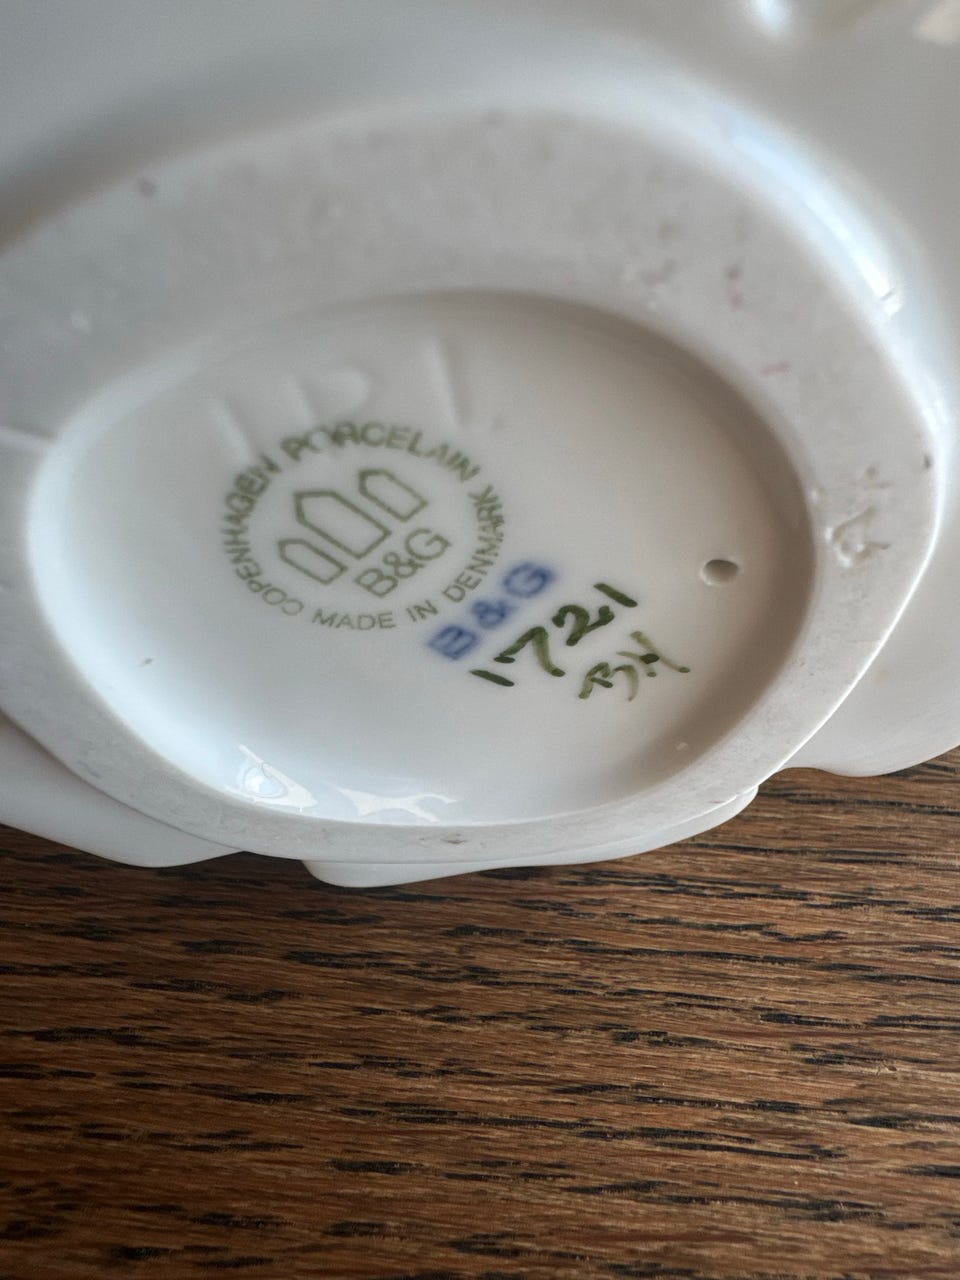 COPENHAGEN PORCELAIN
B&G
MADE IN DENMARK
B&G
1721